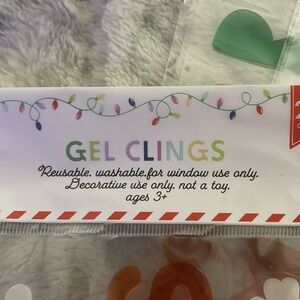 GEL CLINGS
Reusable. washable.for window use only.
Decorative use only. not a toy.
ages 3+